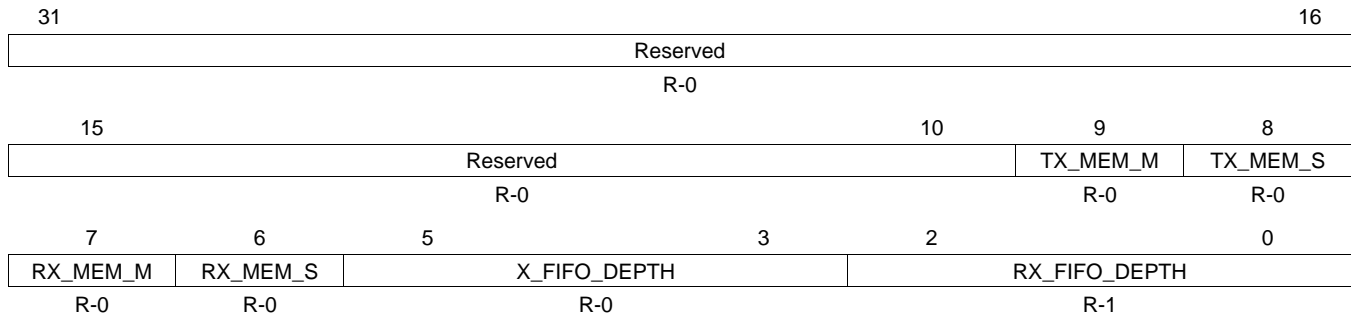 31 16
Reserved
R-0
15 10 9 8
Reserved TX_MEM_M TX_MEM_S
R-0 R-0 R-0
7 6 5 3 2 0
RX_MEM_M RX_MEM_S X_FIFO_DEPTH RX_FIFO_DEPTH
R-0 R-0 R-0 R-1